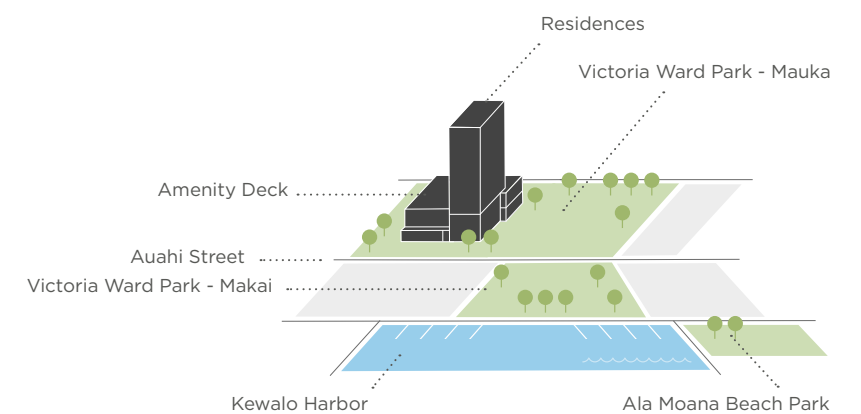 Residences
Victoria Ward Park - Mauka
Amenity Deck
Auahi Street
Victoria Ward Park - Makai
Kewalo Harbor
Ala Moana Beach Park